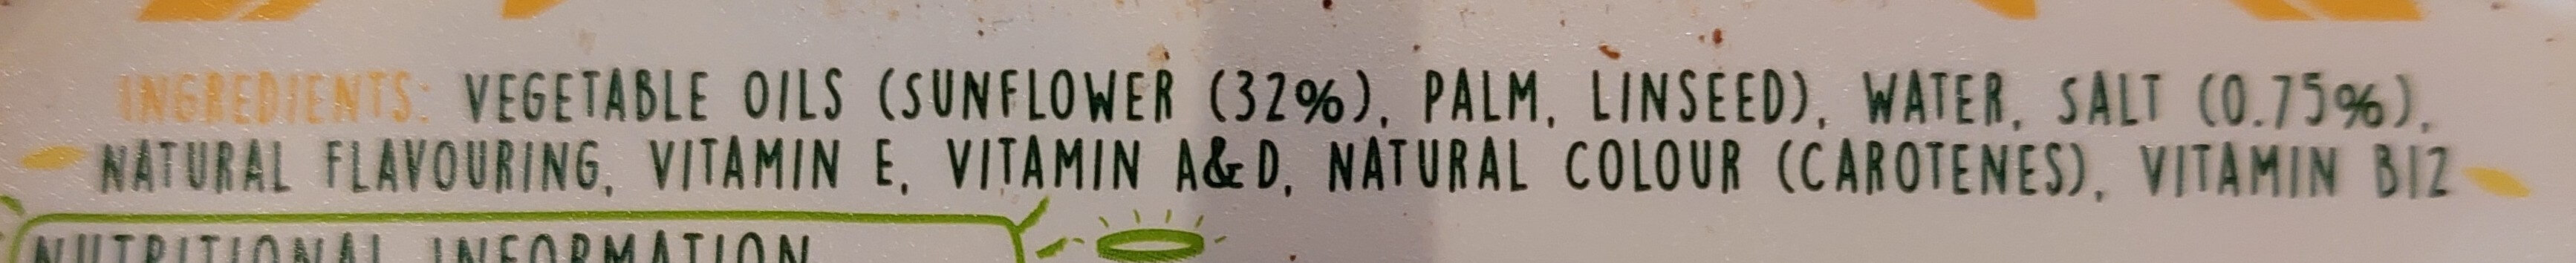 INGREDIENTS: VEGETABLE OILS (SUNFLOWER (32%), PALM, LINSEED), WATER, SALT (0.75%),
NATURAL FLAVOURING, VITAMIN E, VITAMIN A&D, NATURAL COLOUR (CAROTENES), VITAMIN B12
NUTRITIONAL INFORMATION